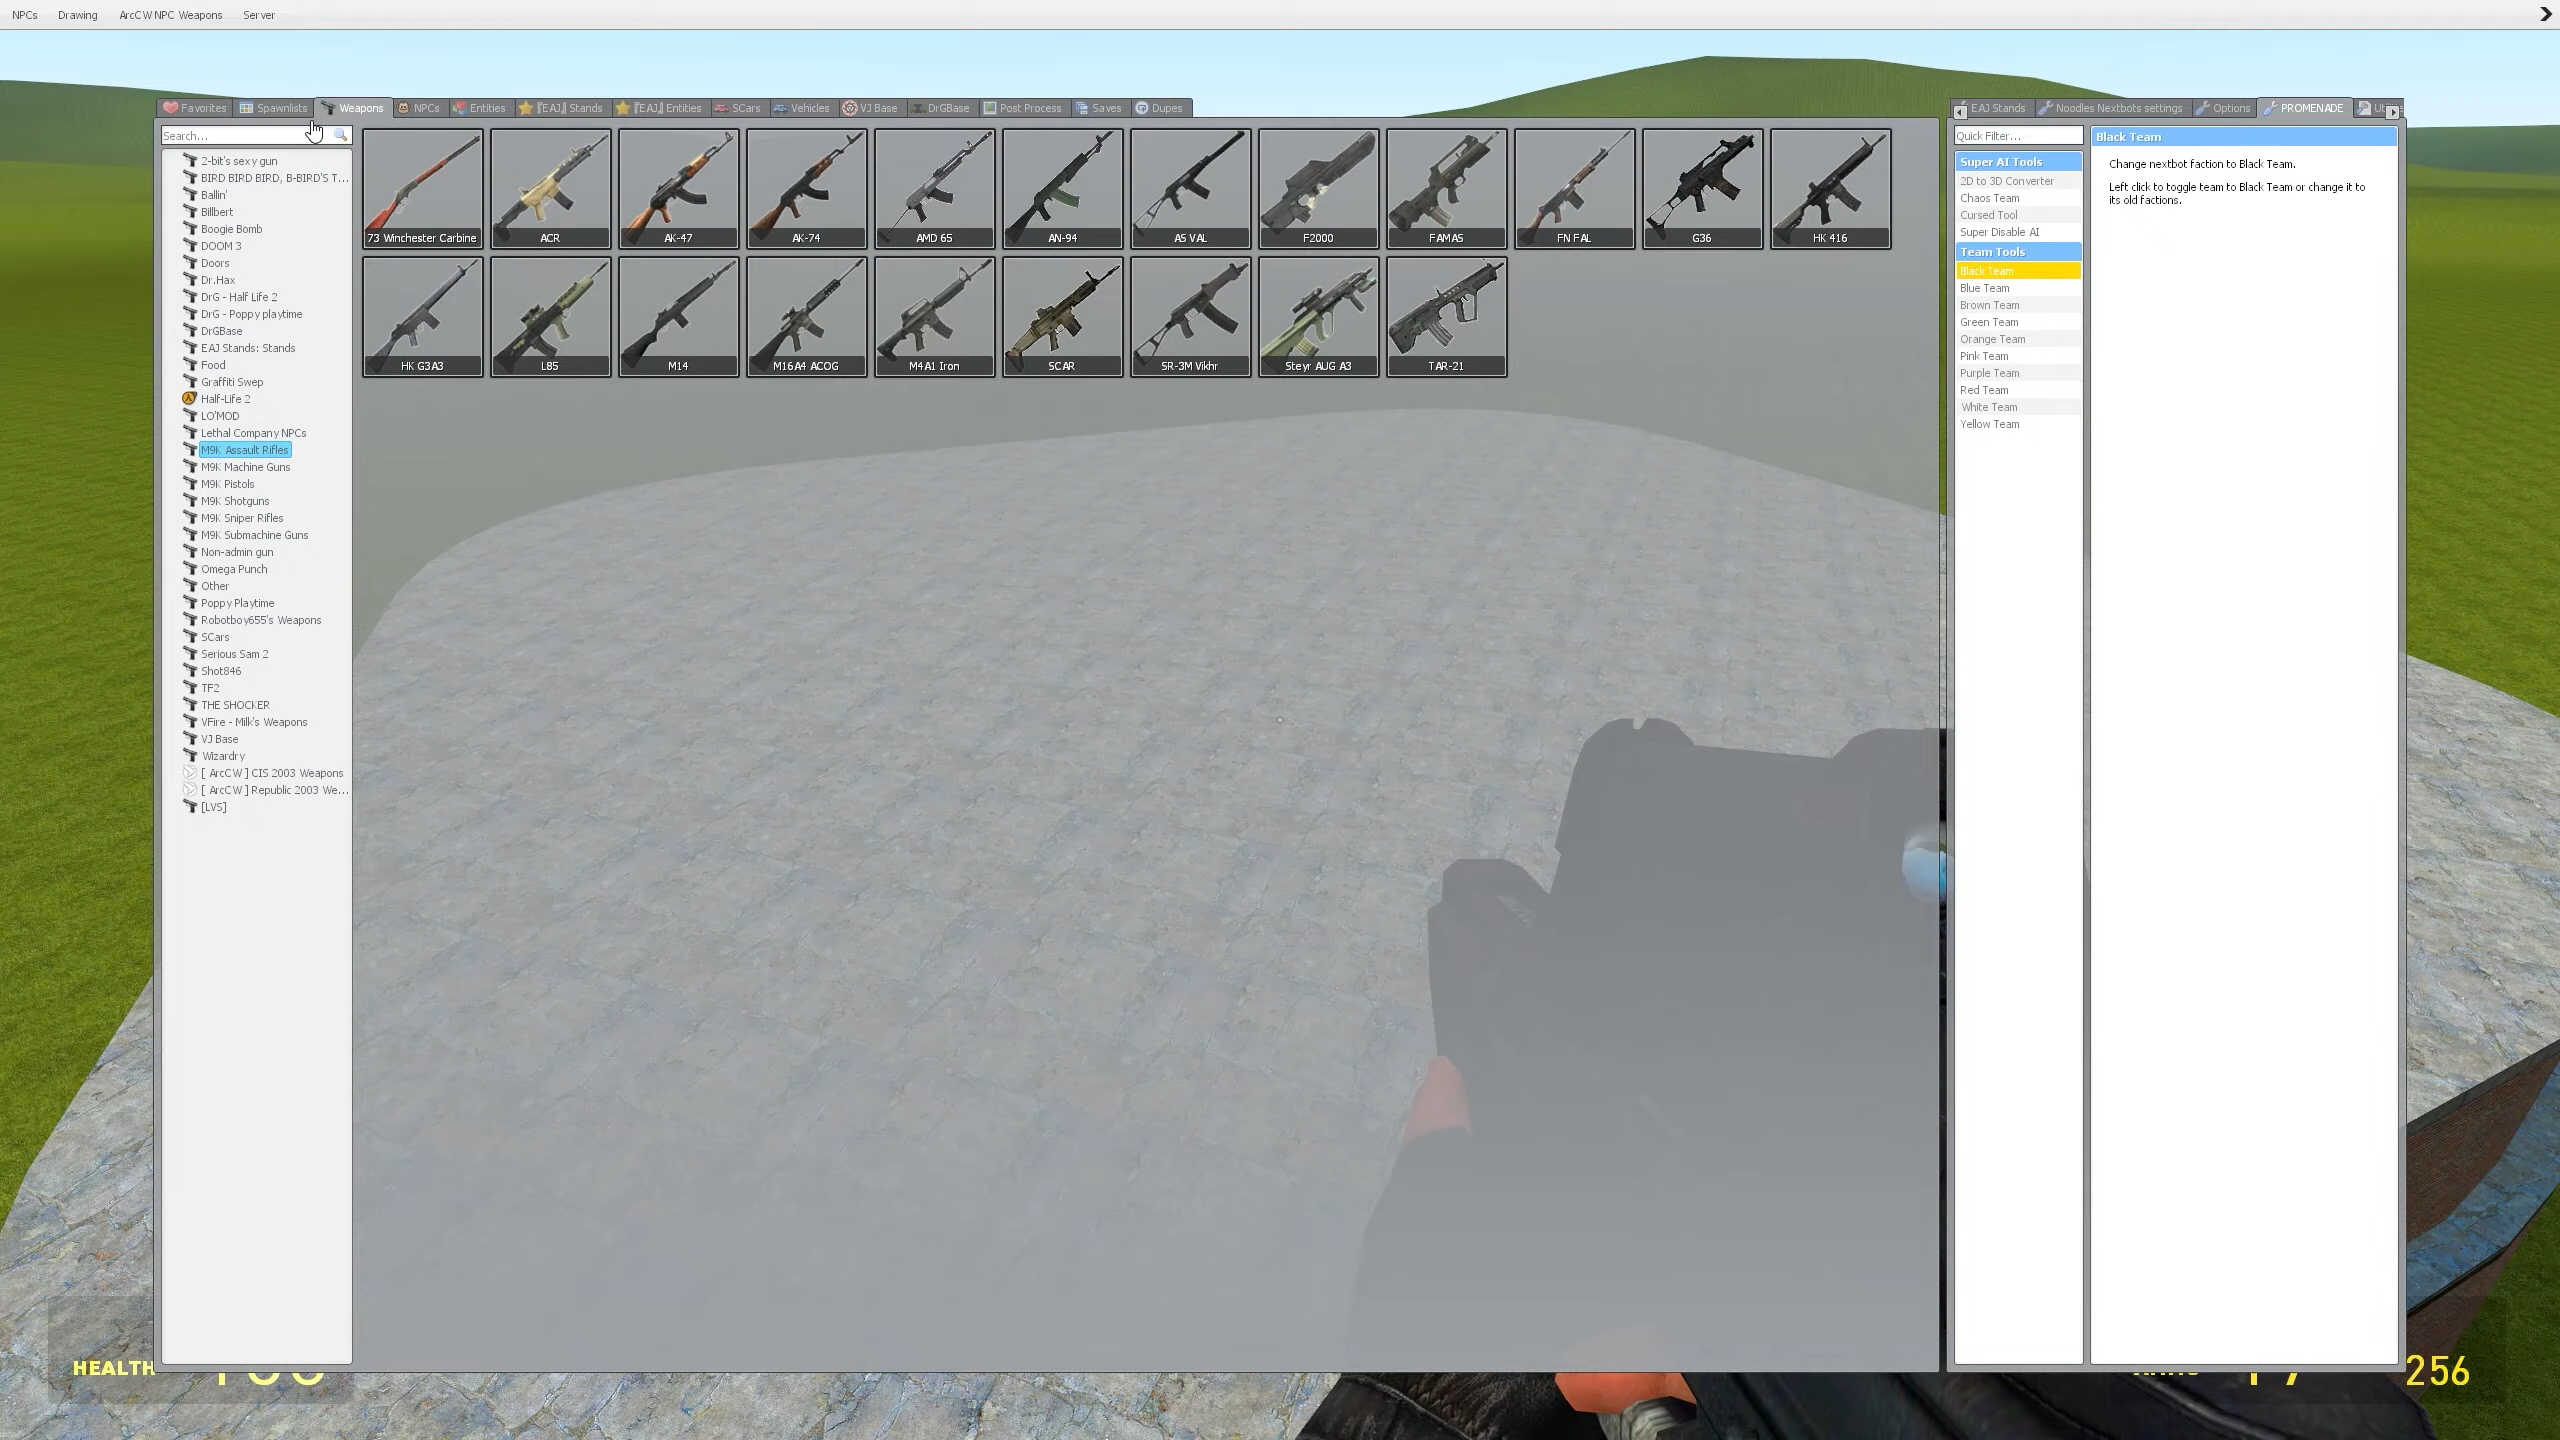 NPCs Drawing ArcCW NPC Weapons Server
Favorites Spawnlists Weapons NPCs Entities 『EAJ』 Stands 『EAJ』 Entities SCars Vehicles VJ Base DrGBase Post Process Saves Dupes
Search...
2-bit's sexy gun
BIRD BIRD BIRD, B-BIRD'S T...
Ballin'
Billbert
Boogie Bomb
DOOM 3
Doors
Dr.Hax
DrG - Half Life 2
DrG - Poppy playtime
DrGBase
EAJ Stands: Stands
Food
Graffiti Swep
Half-Life 2
LO'MOD
Lethal Company NPCs
M9K Assault Rifles
M9K Machine Guns
M9K Pistols
M9K Shotguns
M9K Sniper Rifles
M9K Submachine Guns
Non-admin gun
Omega Punch
Other
Poppy Playtime
Robotboy655's Weapons
SCars
Serious Sam 2
Shot846
TF2
THE SHOCKER
VFire - Milk's Weapons
VJ Base
Wizardry
[ ArcCW ] CIS 2003 Weapons
[ ArcCW ] Republic 2003 We...
[LVS]
73 Winchester Carbine ACR AK-47 AK-74 AMD 65 AN-94 AS VAL F2000 FAMAS FN FAL G36 HK 416
HK G3A3 L85 M14 M16A4 ACOG M4A1 Iron SCAR SR-3M Vikhr Steyr AUG A3 TAR-21
EAJ Stands Noodles Nextbots settings Options PROMENADE
Quick Filter...
Super AI Tools
2D to 3D Converter
Chaos Team
Cursed Tool
Super Disable AI
Team Tools
Black Team
Blue Team
Brown Team
Green Team
Orange Team
Pink Team
Purple Team
Red Team
White Team
Yellow Team
Black Team
Change nextbot faction to Black Team.
Left click to toggle team to Black Team or change it to
its old factions.
HEALTH
256